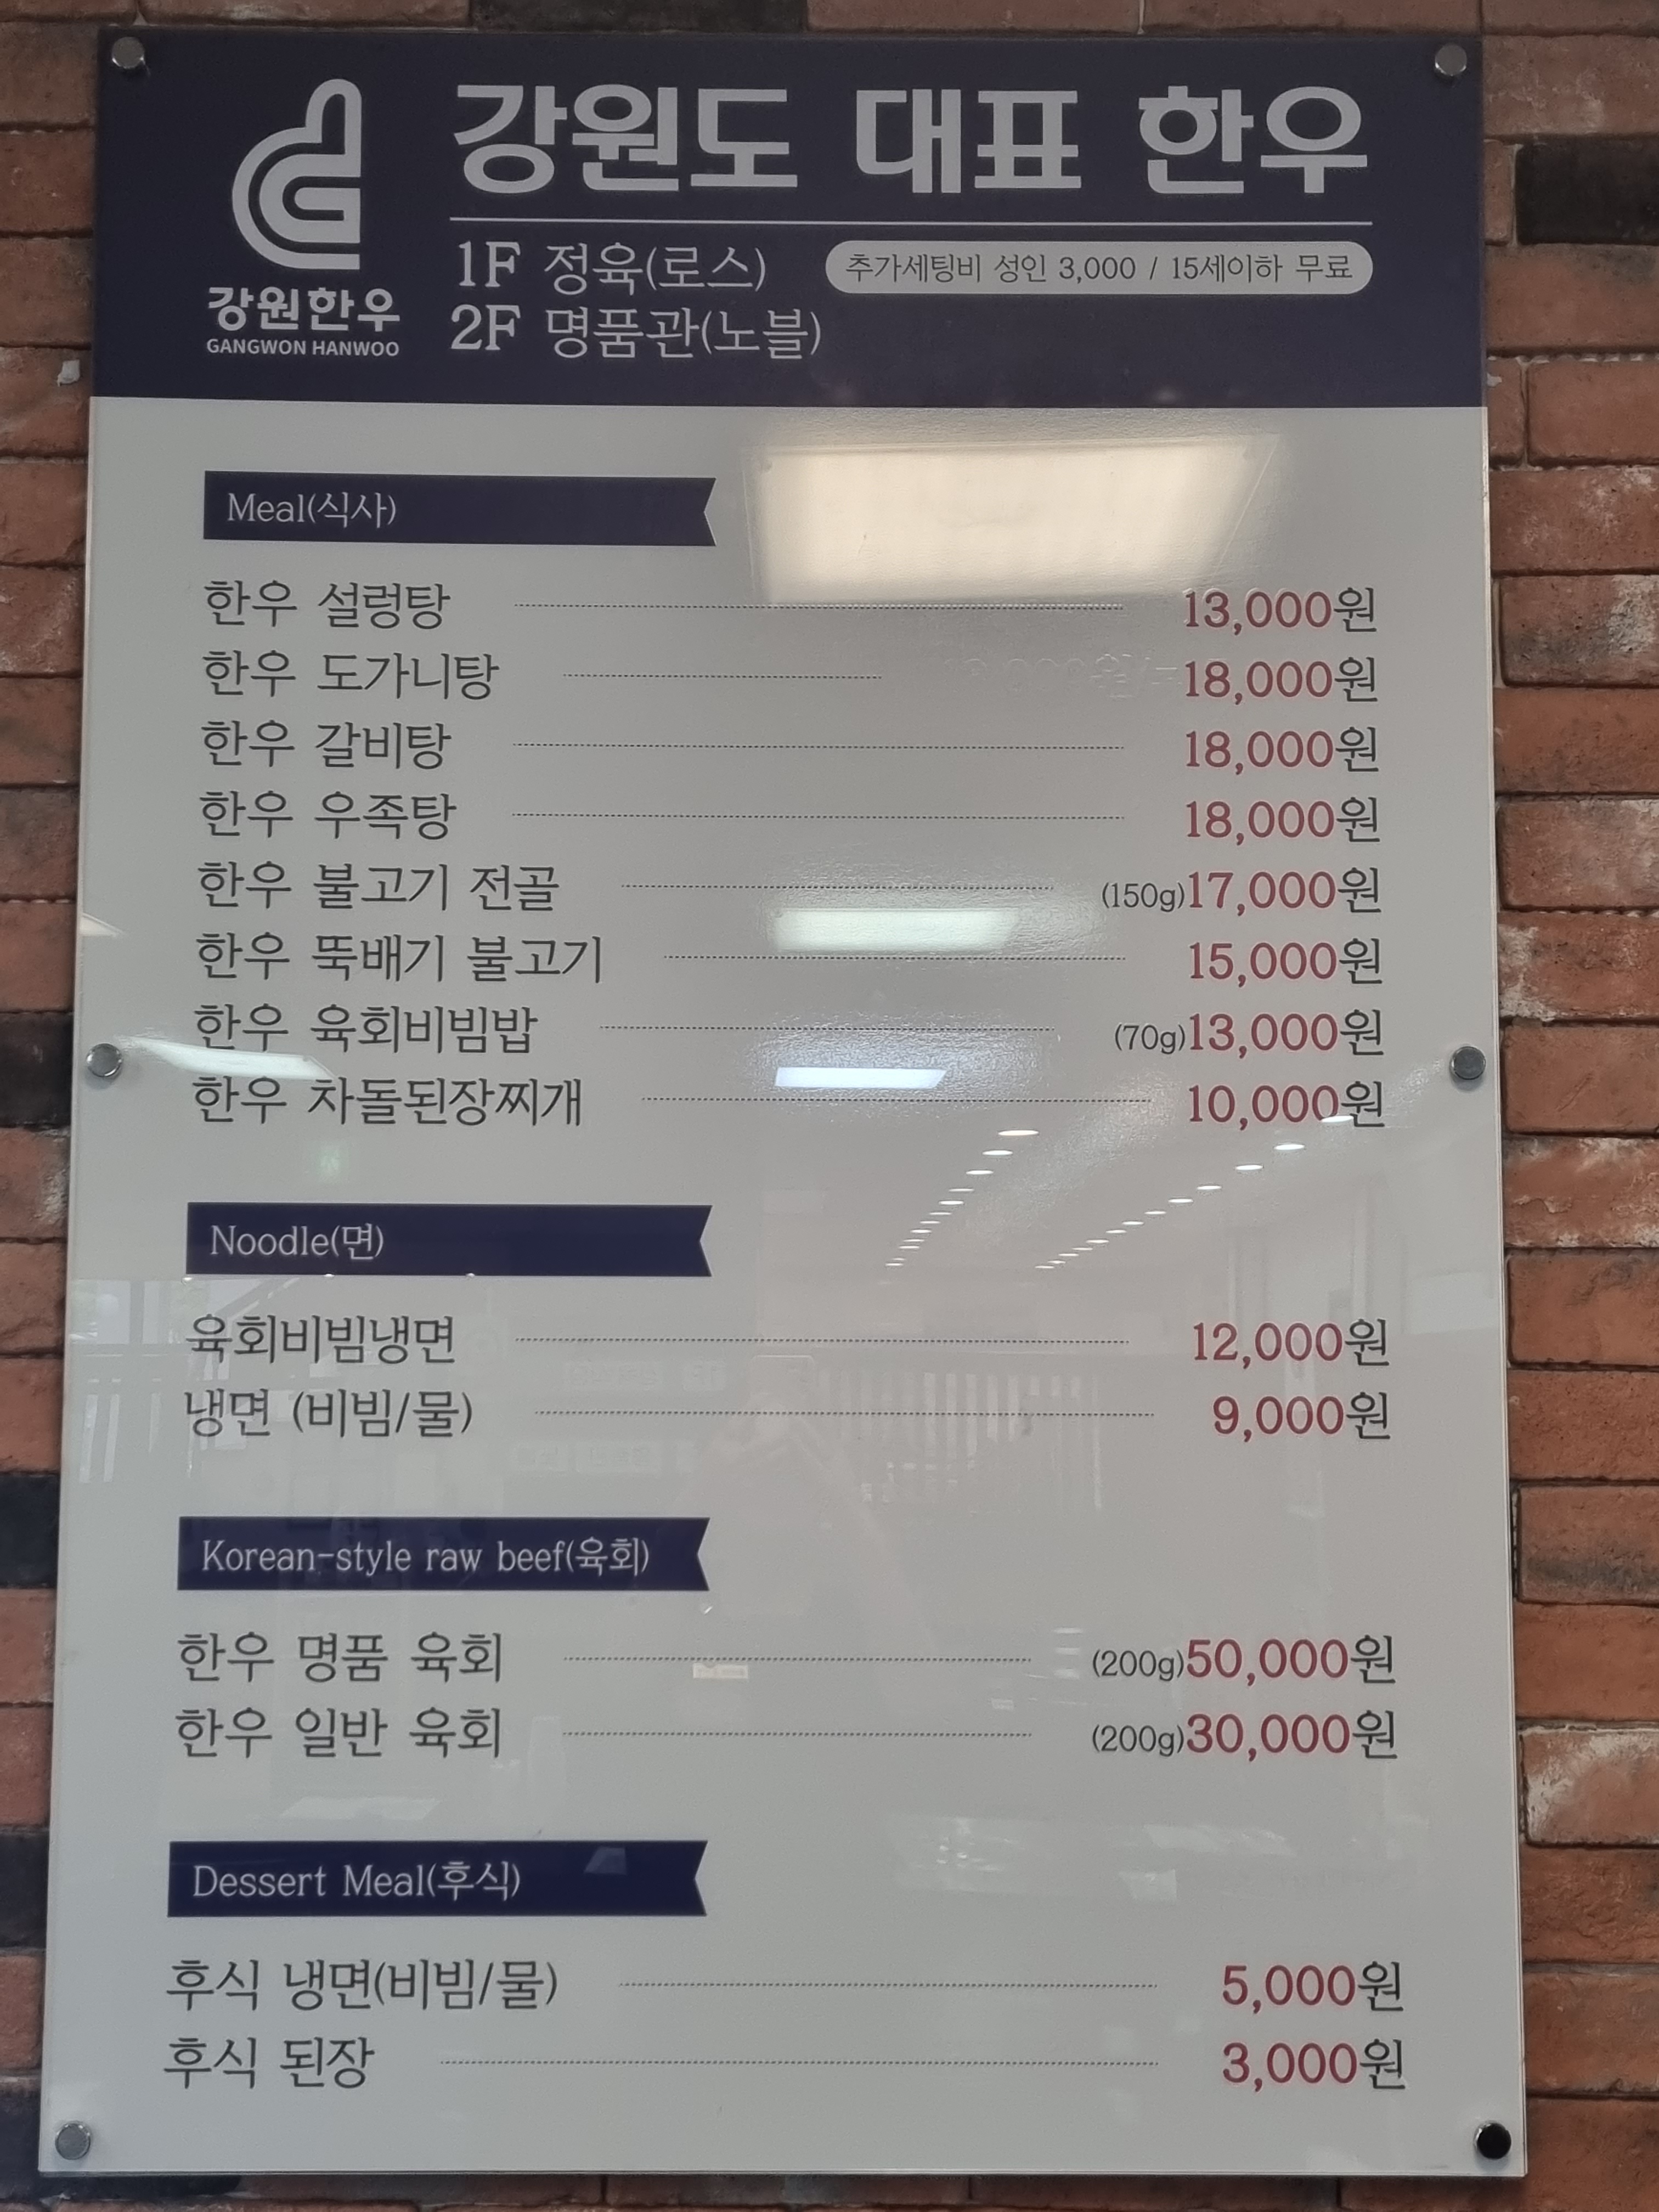 강원도 대표 한우
1F 정육(로스) 추가세팅비 성인 3,000 / 15세이하 무료
2F 명품관(노블)
강원한우
GANGWON HANWOO
Meal(식사)
한우 설렁탕 13,000원
한우 도가니탕 18,000원
한우 갈비탕 18,000원
한우 우족탕 18,000원
한우 불고기 전골 (150g)17,000원
한우 뚝배기 불고기 15,000원
한우 육회비빔밥 (70g)13,000원
한우 차돌된장찌개 10,000원
Noodle(면)
육회비빔냉면 12,000원
냉면 (비빔/물) 9,000원
Korean-style raw beef(육회)
한우 명품 육회 (200g)50,000원
한우 일반 육회 (200g)30,000원
Dessert Meal(후식)
후식 냉면(비빔/물) 5,000원
후식 된장 3,000원